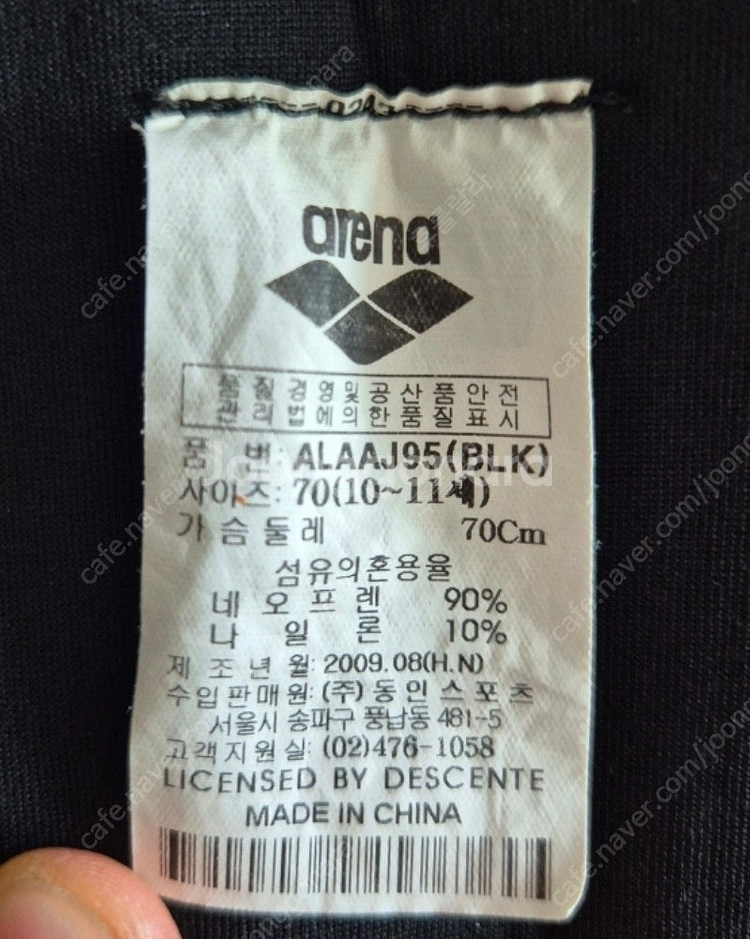 arena
품질경영및공산품안전
관리법에의한품질표시
품 번: ALAAJ95(BLK)
사이즈: 70(10~11세)
가슴둘레 70Cm
섬유의혼용율
네오프렌 90%
나일론 10%
제조년월: 2009.08(H.N)
수입판매원: (주)동인스포츠
서울시 송파구 풍납동 481-5
고객지원실: (02)476-1058
LICENSED BY DESCENTE
MADE IN CHINA